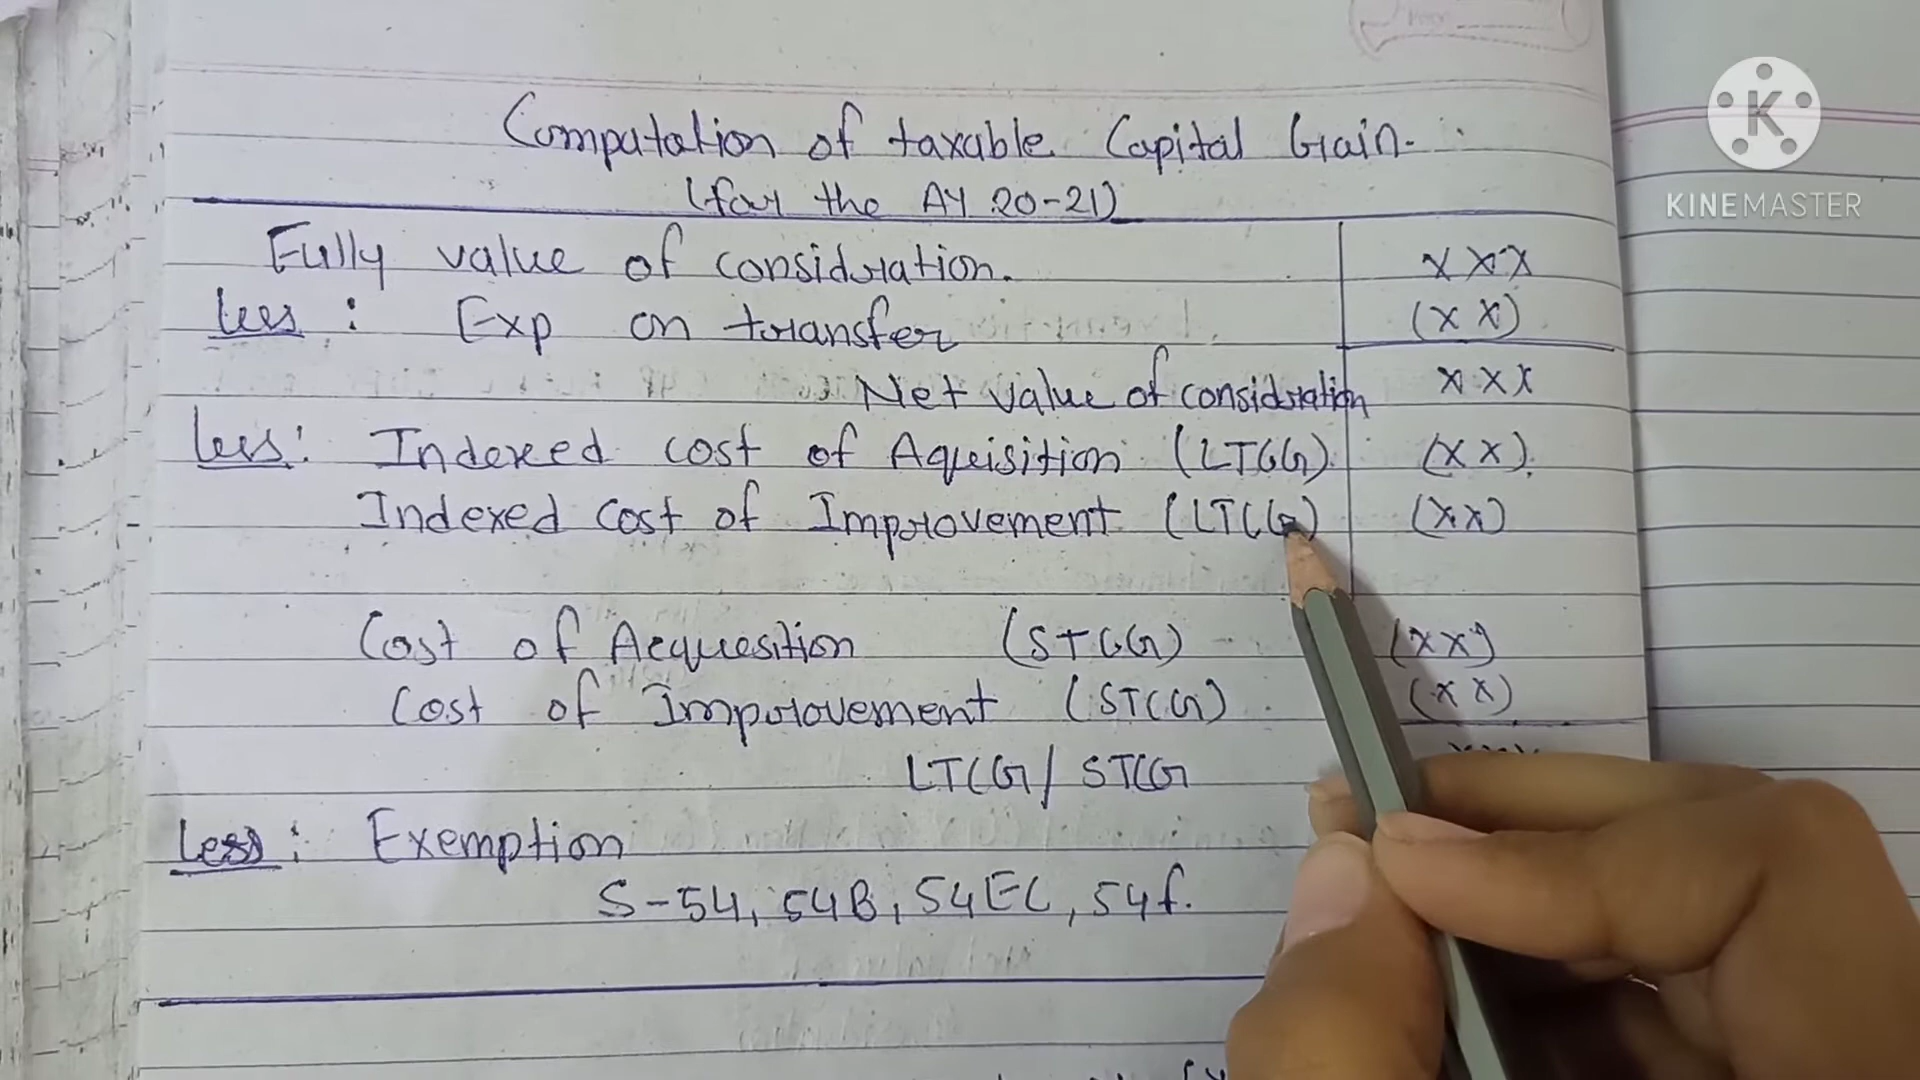 Computation of taxable Capital Gain.
(for the AY 20-21)
Fully value of considration. XXX
Less: Exp on transfer (XX)
Net value of considration XXX
Less: Indexed cost of Aquisition (LTCG) (XX)
Indexed Cost of Improvement (LTCG) (XX)
Cost of Acquesition (STCG) (XX)
Cost of Improvement (STCG) (XX)
LTCG/STCG
Less: Exemption
S-54, 54B, 54EC, 54f.
K
KINEMASTER